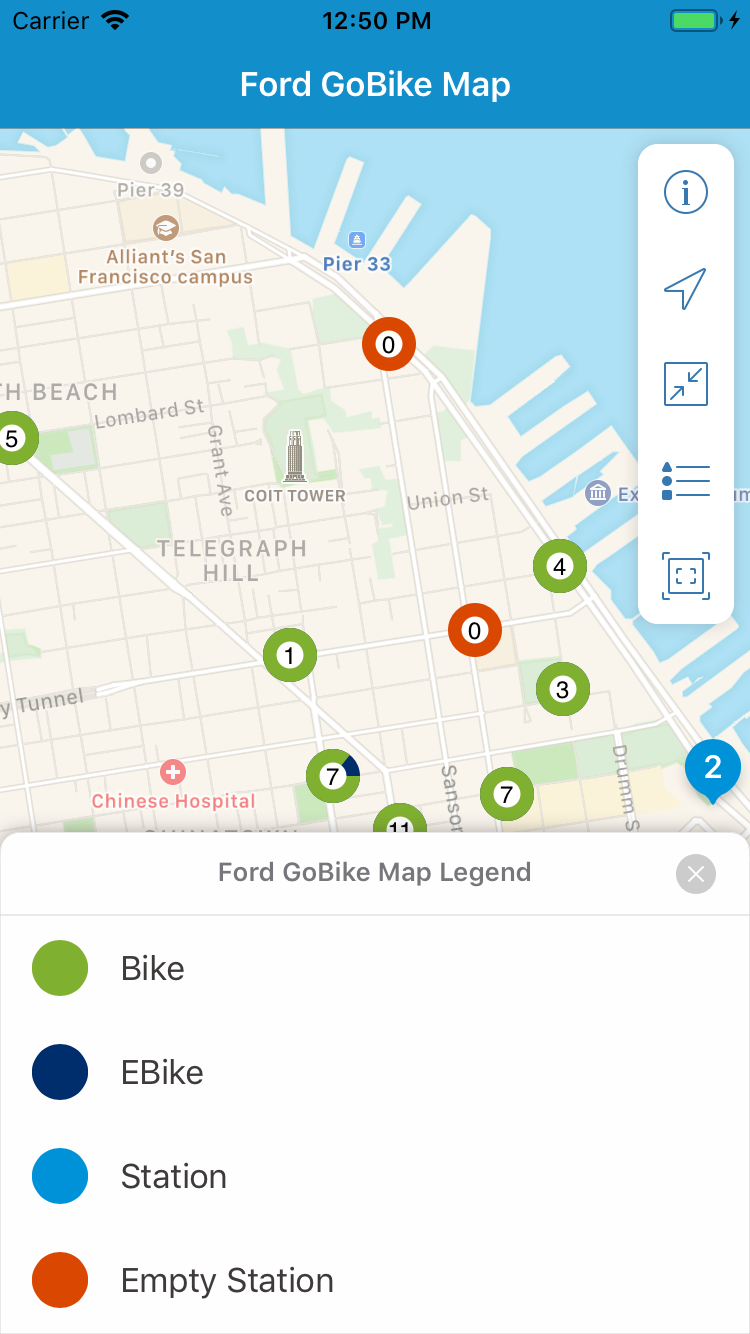 Carrier
12:50 PM
Ford GoBike Map
Pier 39
Alliant's San
Francisco campus
Pier 33
0
TH BEACH
Lombard St
5
Grant Ave
COIT TOWER
Union St
TELEGRAPH
HILL
4
0
1
3
y Tunnel
7
2
Chinese Hospital
7
Drumm S
Sansor
11
CHINATOWN
Ford GoBike Map Legend
Bike
EBike
Station
Empty Station